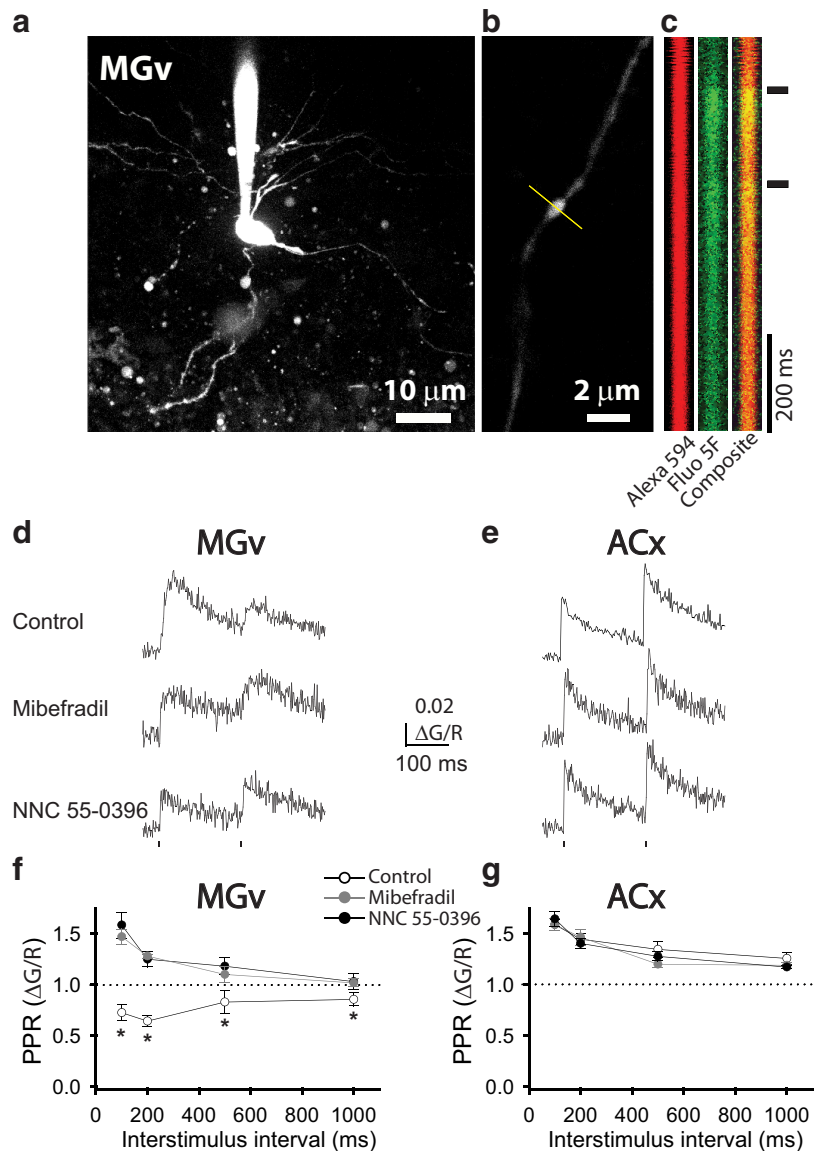 a
b
c
MGv
10 μm
2 μm
200 ms
Alexa 594
Fluo 5F
Composite
d
MGv
e
ACx
Control
Mibefradil
NNC 55-0396
0.02
ΔG/R
100 ms
f
MGv
Control
Mibefradil
NNC 55-0396
g
ACx
PPR (ΔG/R)
1.5
1.0
0.5
0.0
* * * *
0 200 400 600 800 1000
Interstimulus interval (ms)
PPR (ΔG/R)
1.5
1.0
0.5
0.0
0 200 400 600 800 1000
Interstimulus interval (ms)